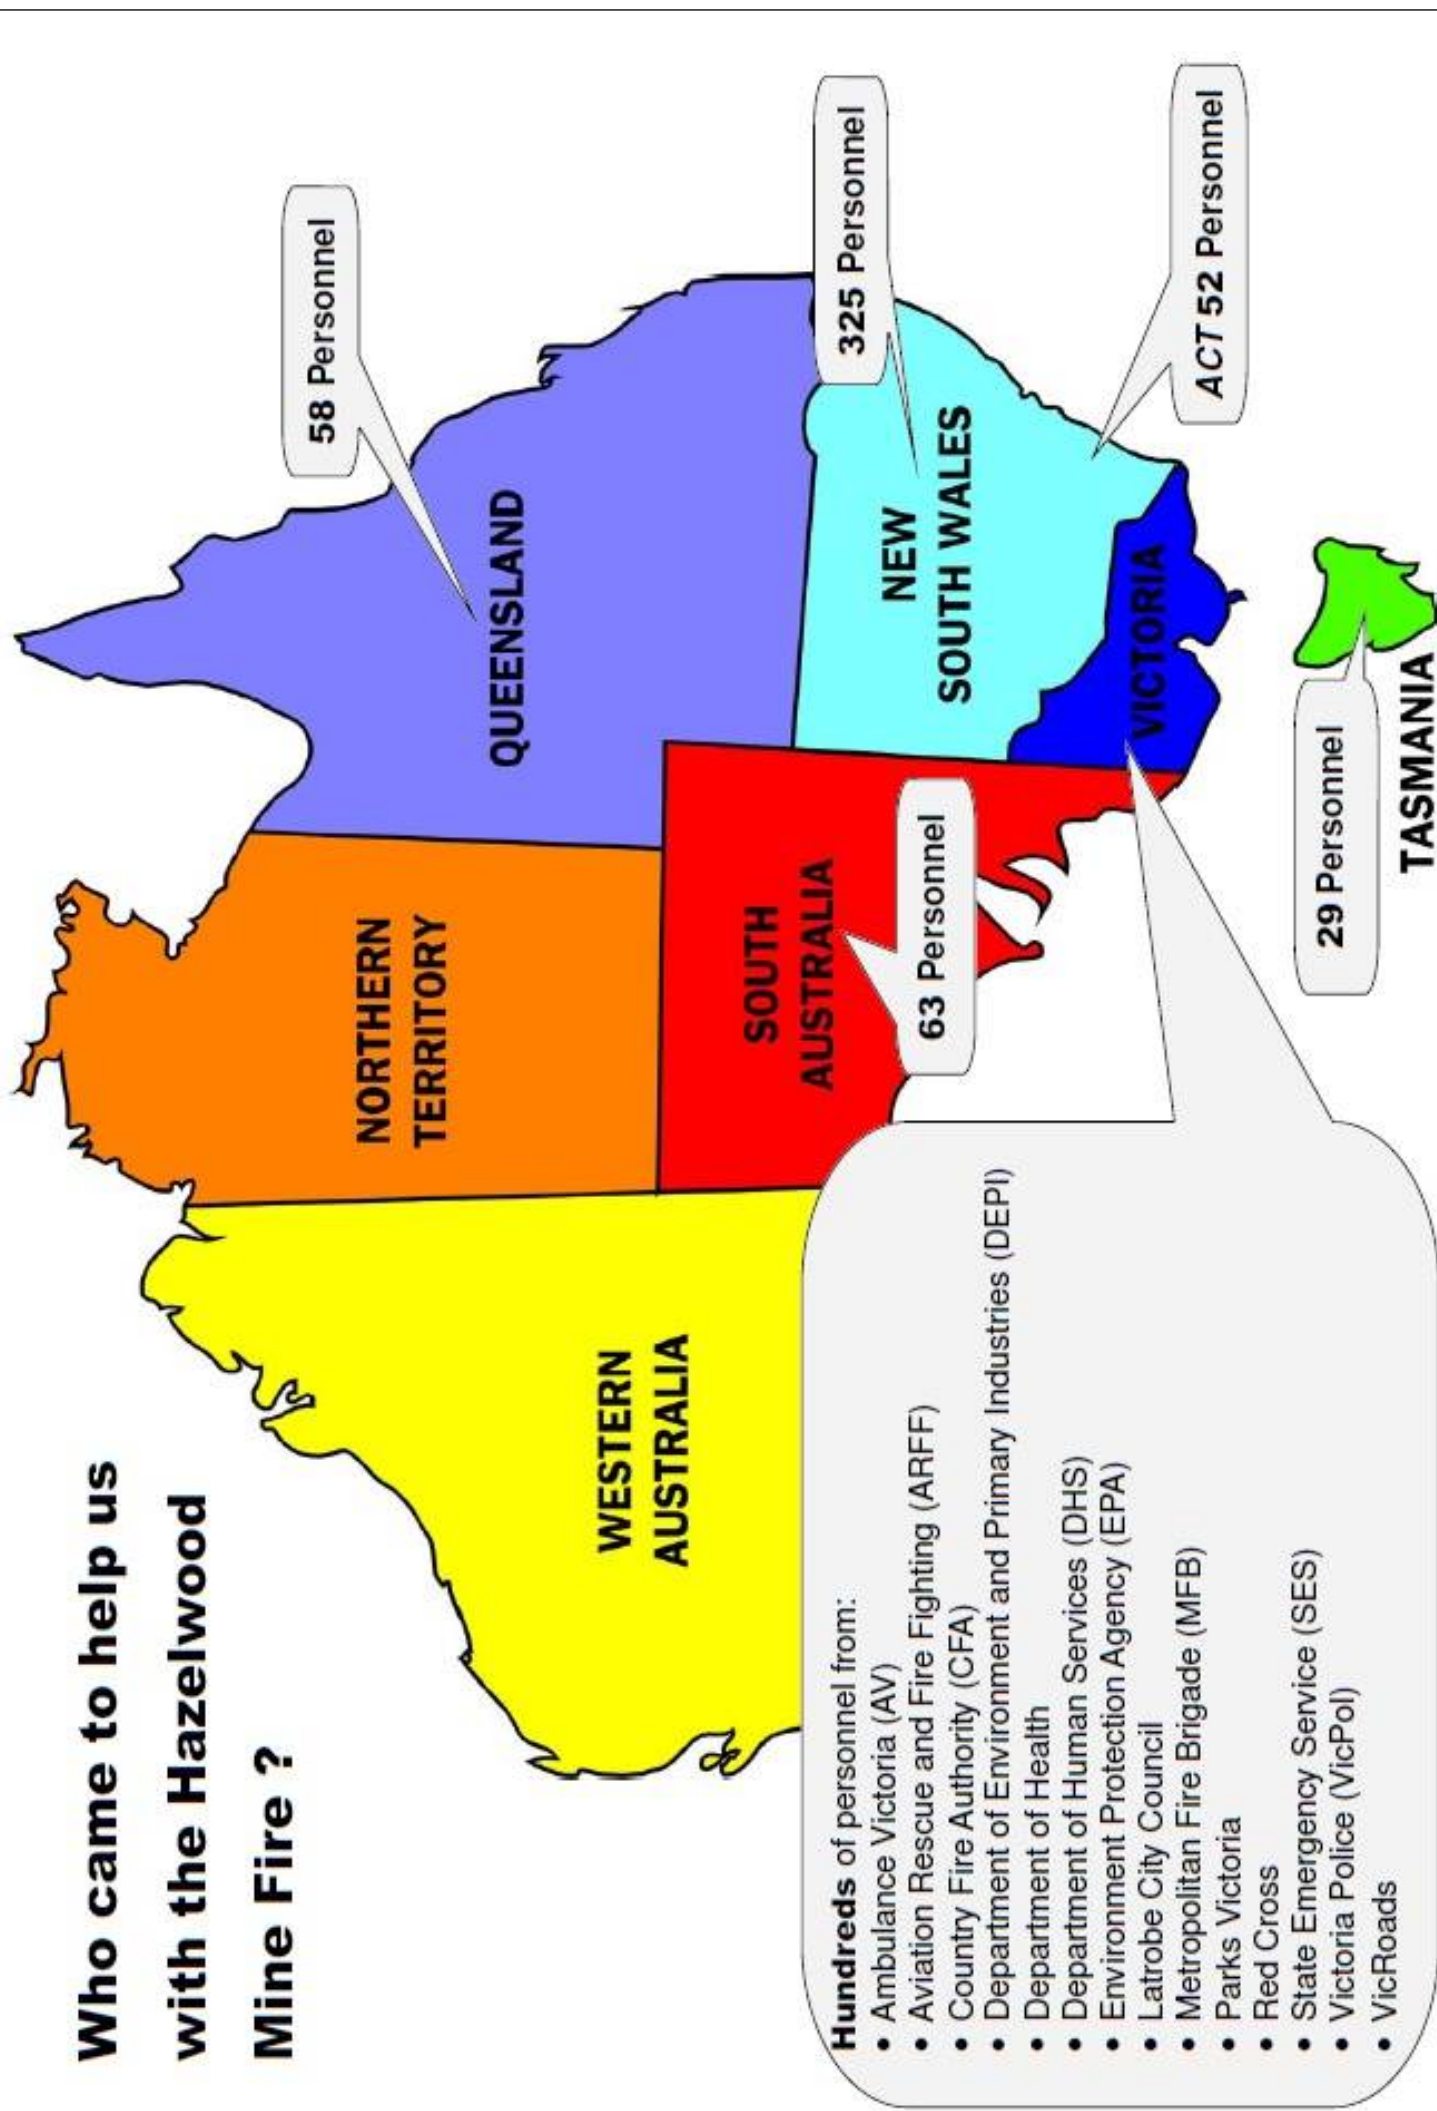 Who came to help us
with the Hazelwood
Mine Fire ?
58 Personnel
325 Personnel
ACT 52 Personnel
QUEENSLAND
NEW
SOUTH WALES
VICTORIA
NORTHERN
TERRITORY
SOUTH
AUSTRALIA
63 Personnel
29 Personnel
TASMANIA
WESTERN
AUSTRALIA
Hundreds of personnel from:
• Ambulance Victoria (AV)
• Aviation Rescue and Fire Fighting (ARFF)
• Country Fire Authority (CFA)
• Department of Environment and Primary Industries (DEPI)
• Department of Health
• Department of Human Services (DHS)
• Environment Protection Agency (EPA)
• Latrobe City Council
• Metropolitan Fire Brigade (MFB)
• Parks Victoria
• Red Cross
• State Emergency Service (SES)
• Victoria Police (VicPol)
• VicRoads